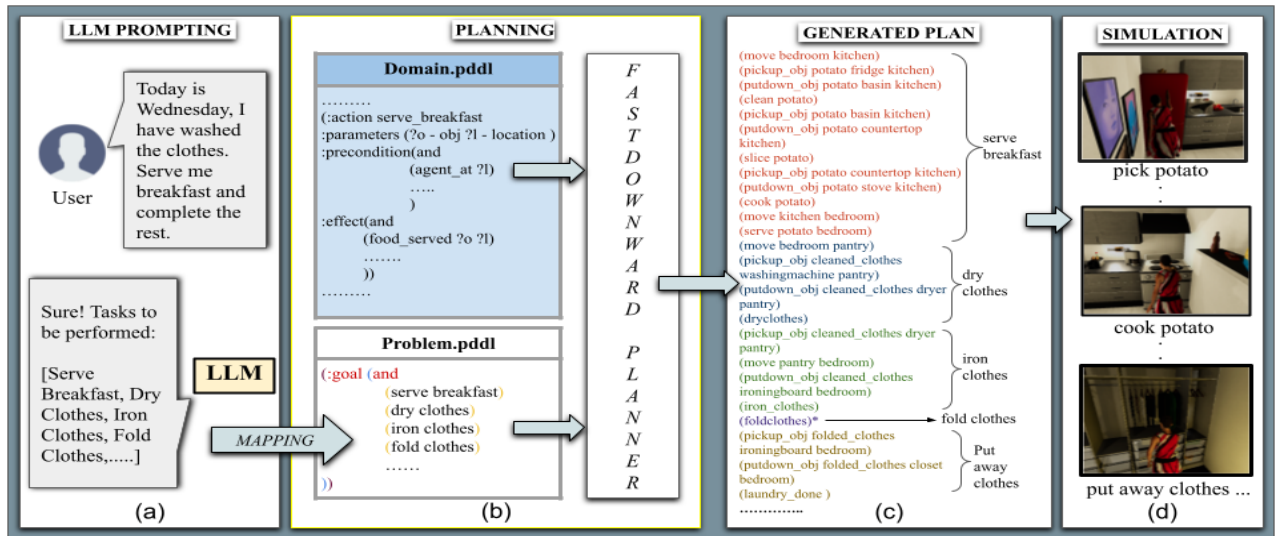 LLM PROMPTING
Today is
Wednesday, I
have washed
the clothes.
Serve me
breakfast and
complete the
rest.
User
Sure! Tasks to
be performed:
[Serve
Breakfast, Dry
Clothes, Iron
Clothes, Fold
Clothes,.....]
LLM
MAPPING
(a)
PLANNING
Domain.pddl
………
(:action serve_breakfast
:parameters (?o - obj ?l - location )
:precondition(and
(agent_at ?l)
…..
)
:effect(and
(food_served ?o ?l)
…….
))
………
Problem.pddl
(:goal (and
(serve breakfast)
(dry clothes)
(iron clothes)
(fold clothes)
……
))
F
A
S
T
D
O
W
N
W
A
R
D
P
L
A
N
N
E
R
(b)
GENERATED PLAN
(move bedroom kitchen)
(pickup_obj potato fridge kitchen)
(putdown_obj potato basin kitchen)
(clean potato)
(pickup_obj potato basin kitchen)
(putdown_obj potato countertop
kitchen)
(slice potato)
(pickup_obj potato countertop kitchen)
(putdown_obj potato stove kitchen)
(cook potato)
(move kitchen bedroom)
(serve potato bedroom)
serve
breakfast
(move bedroom pantry)
(pickup_obj cleaned_clothes
washingmachine pantry)
(putdown_obj cleaned_clothes dryer
pantry)
(dryclothes)
dry
clothes
(pickup_obj cleaned_clothes dryer
pantry)
(move pantry bedroom)
(putdown_obj cleaned_clothes
ironingboard bedroom)
(iron_clothes)
iron
clothes
(foldclothes)*
fold clothes
(pickup_obj folded_clothes
ironingboard bedroom)
(putdown_obj folded_clothes closet
bedroom)
(laundry_done )
Put
away
clothes
…………..
(c)
SIMULATION
pick potato
.
.
cook potato
.
.
put away clothes ...
(d)